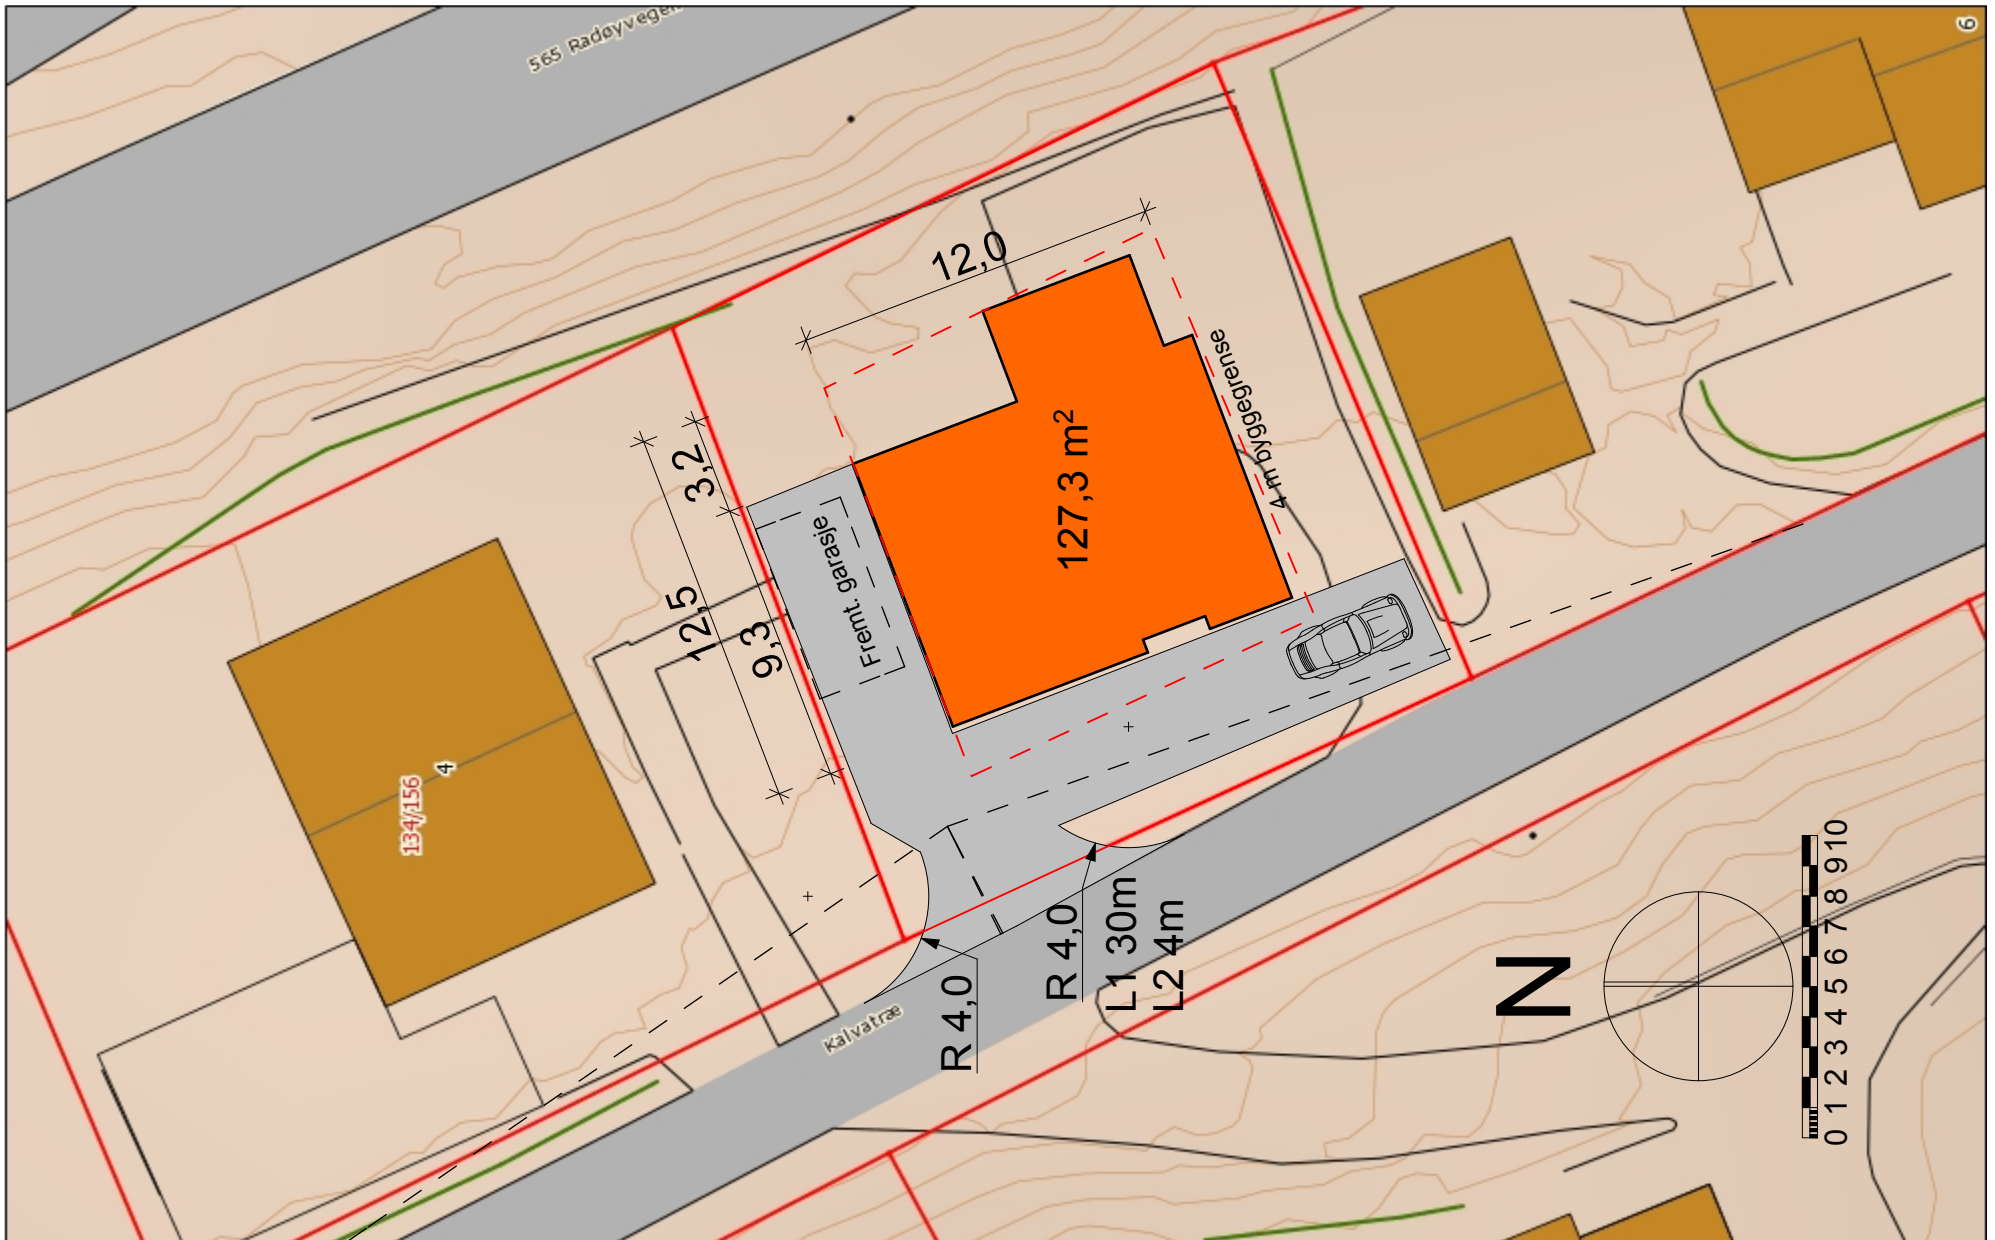 565 Radøyvegen
6
12,0
3,2
12,5
9,3
Fremt. garasje
127,3 m²
4 m byggegrense
134/156
4
R 4,0
R 4,0
L1 30m
L2 4m
Kalvatræ
N
0 1 2 3 4 5 6 7 8 9 10